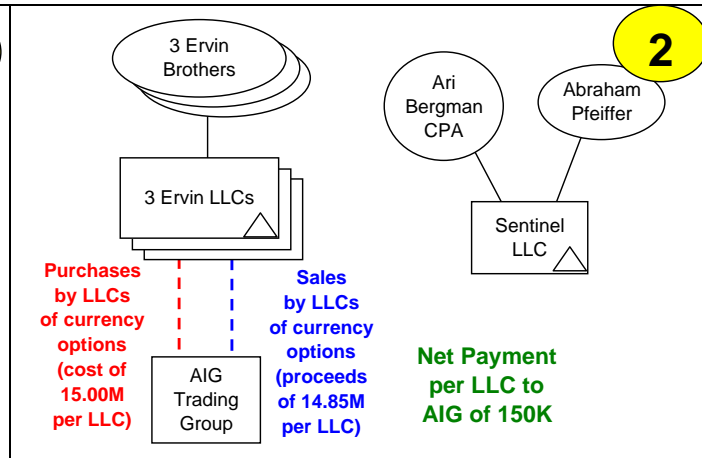 2
3 Ervin
Brothers
Ari
Bergman
CPA
Abraham
Pfeiffer
3 Ervin LLCs
Sentinel
LLC
Purchases
by LLCs
of currency
options
(cost of
15.00M
per LLC)
Sales
by LLCs
of currency
options
(proceeds
of 14.85M
per LLC)
AIG
Trading
Group
Net Payment
per LLC to
AIG of 150K